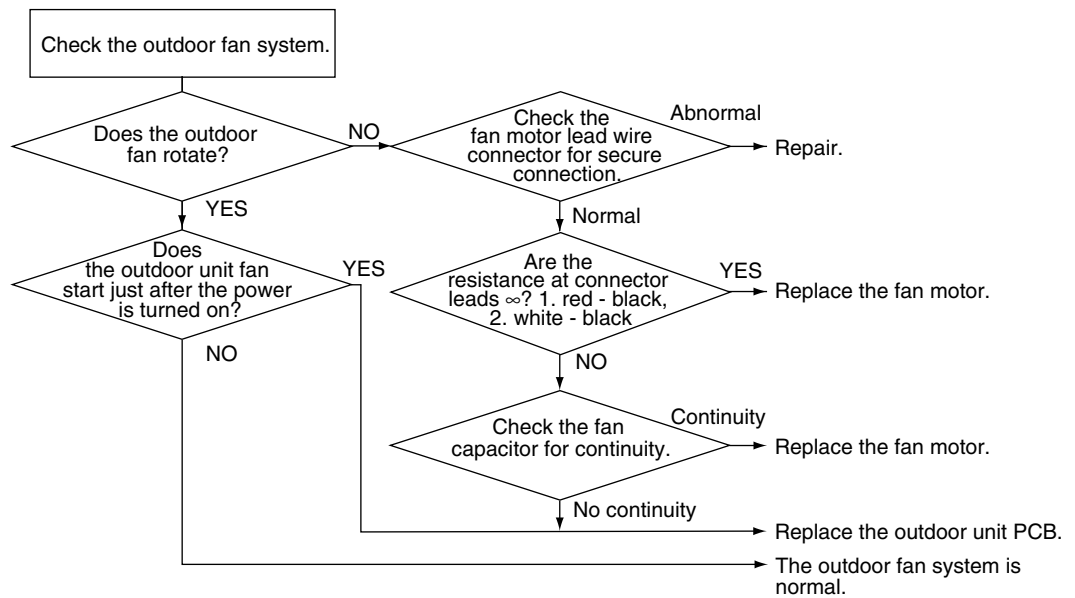 Check the outdoor fan system.
Does the outdoor
fan rotate?
NO
Check the
fan motor lead wire
connector for secure
connection.
Abnormal
Repair.
YES
Normal
Does
the outdoor unit fan
start just after the power
is turned on?
YES
Are the
resistance at connector
leads ∞? 1. red - black,
2. white - black
YES
Replace the fan motor.
NO
NO
Check the fan
capacitor for continuity.
Continuity
Replace the fan motor.
No continuity
Replace the outdoor unit PCB.
The outdoor fan system is
normal.